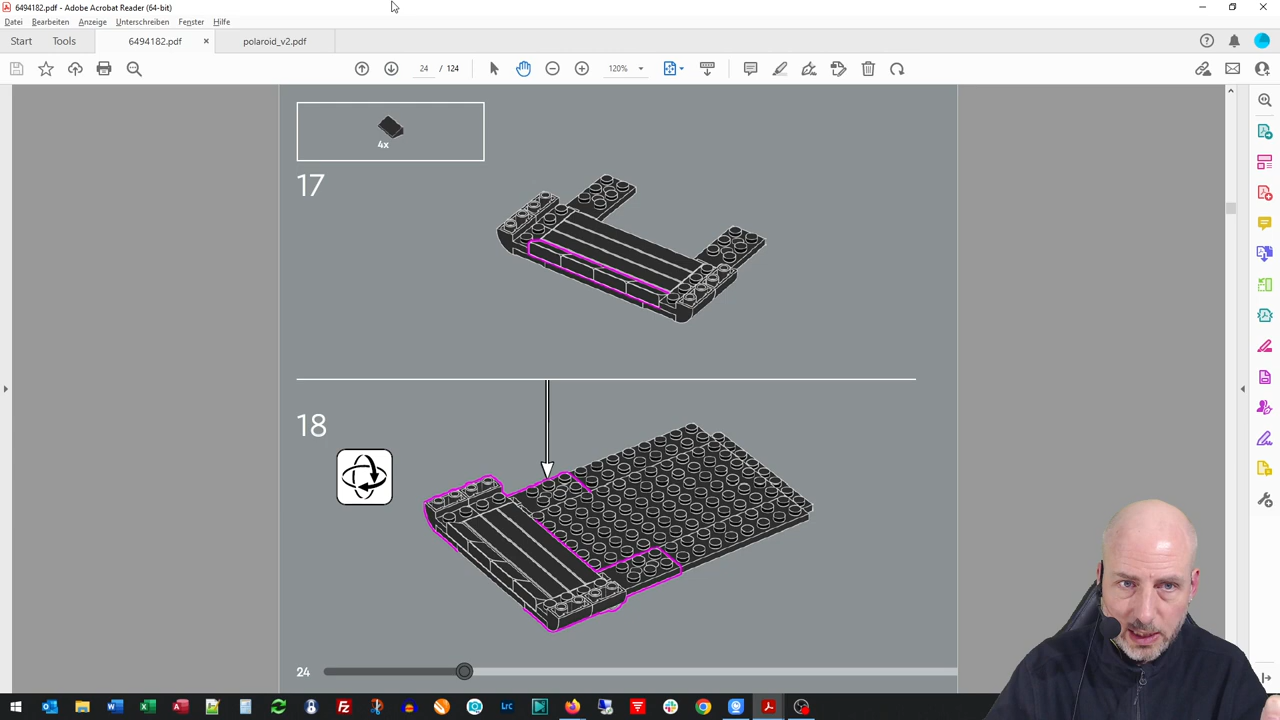 6494182.pdf - Adobe Acrobat Reader (64-bit)
Datei Bearbeiten Anzeige Unterschreiben Fenster Hilfe
Start Tools 6494182.pdf × polaroid_v2.pdf
24 / 124 120%
4x
17
18
24
Lrc